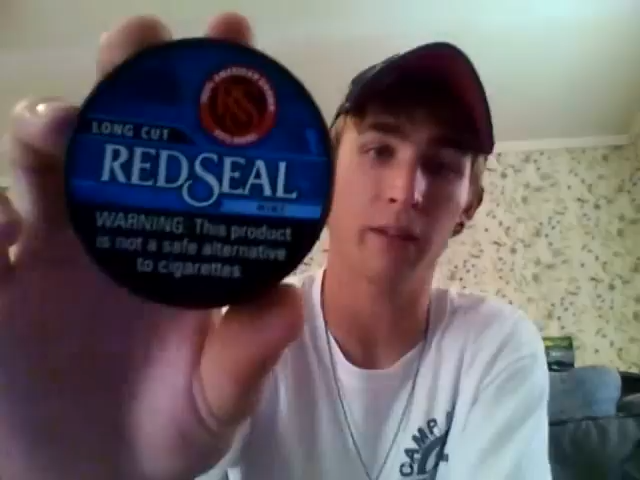 LONG CUT
REDSEAL
MINT
WARNING: This product
is not a safe alternative
to cigarettes
CAMP